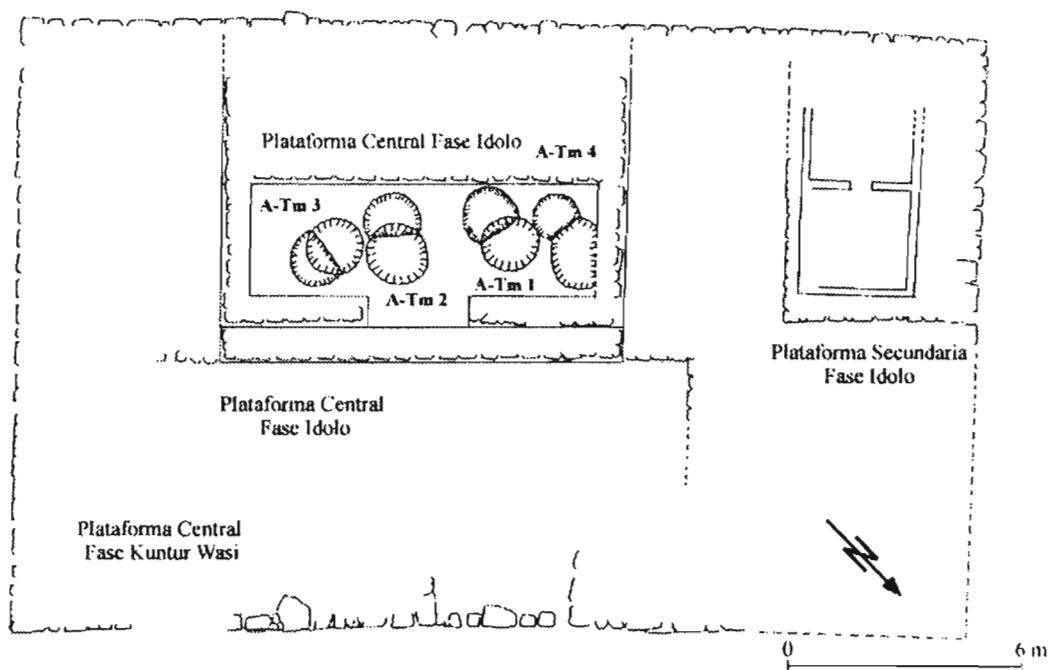 Plataforma Central Fase Idolo
A-Tm 4
A-Tm 3
A-Tm 1
A-Tm 2
Plataforma Secundaria
Fase Idolo
Plataforma Central
Fase Idolo
Plataforma Central
Fase Kuntur Wasi
N
0 6 m